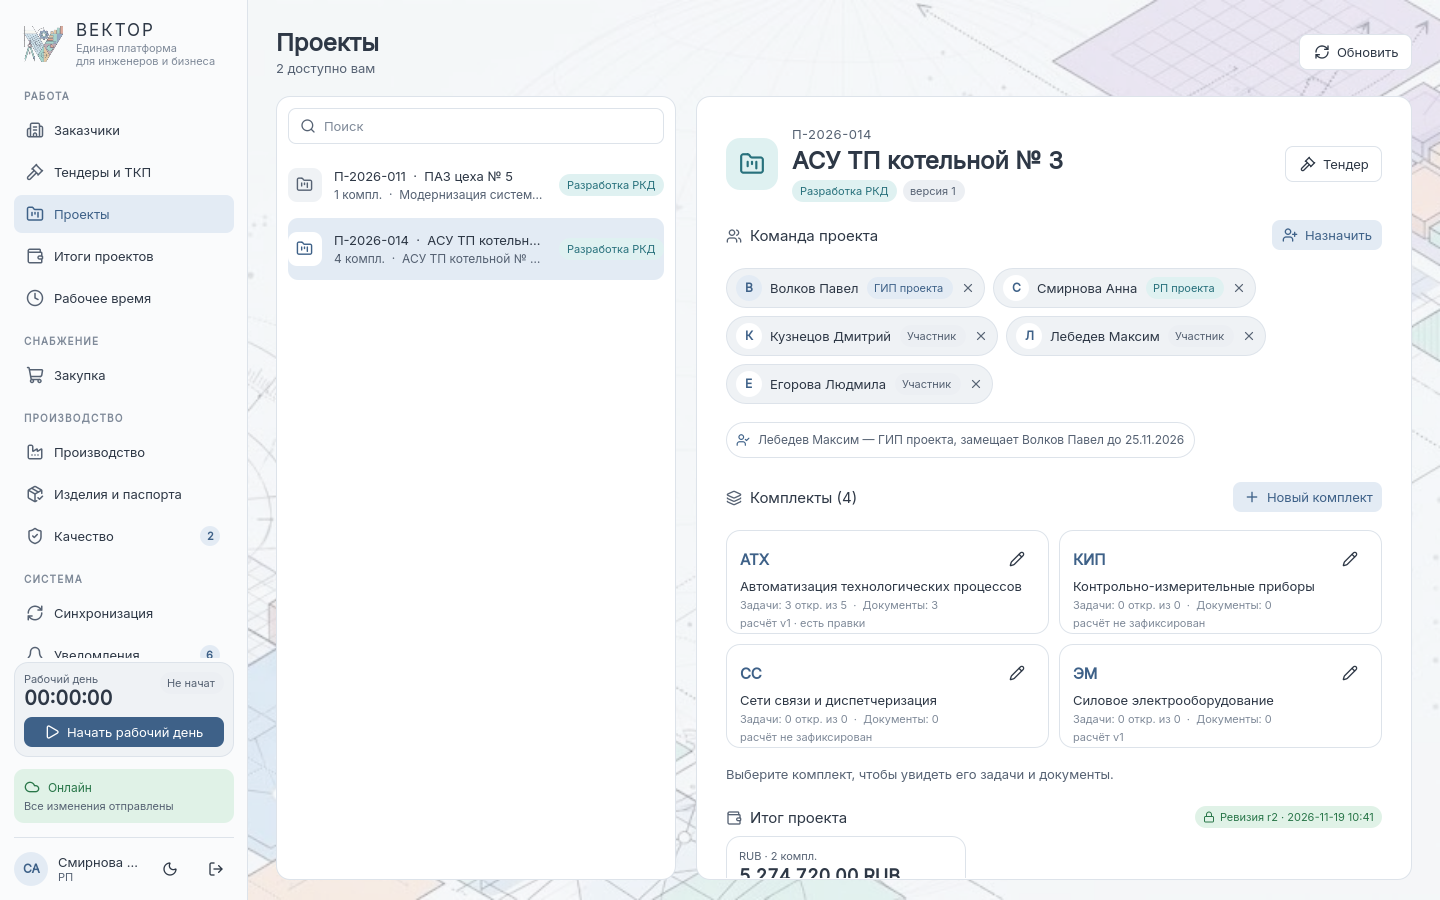 ВЕКТОР
Единая платформа
для инженеров и бизнеса
РАБОТА
Заказчики
Тендеры и ТКП
Проекты
Итоги проектов
Рабочее время
СНАБЖЕНИЕ
Закупка
ПРОИЗВОДСТВО
Производство
Изделия и паспорта
Качество 2
СИСТЕМА
Синхронизация
Уведомления 6
Рабочий день
00:00:00
Не начат
Начать рабочий день
Онлайн
Все изменения отправлены
СА
Смирнова ...
РП
Проекты
2 доступно вам
Обновить
Поиск
П-2026-011 · ПАЗ цеха № 5
1 компл. · Модернизация систем...
Разработка РКД
П-2026-014 · АСУ ТП котельн...
4 компл. · АСУ ТП котельной № ...
Разработка РКД
П-2026-014
АСУ ТП котельной № 3
Разработка РКД версия 1
Тендер
Команда проекта
Назначить
В Волков Павел ГИП проекта
С Смирнова Анна РП проекта
К Кузнецов Дмитрий Участник
Л Лебедев Максим Участник
Е Егорова Людмила Участник
Лебедев Максим — ГИП проекта, замещает Волков Павел до 25.11.2026
Комплекты (4)
Новый комплект
АТХ
Автоматизация технологических процессов
Задачи: 3 откр. из 5 · Документы: 3
расчёт v1 · есть правки
КИП
Контрольно-измерительные приборы
Задачи: 0 откр. из 0 · Документы: 0
расчёт не зафиксирован
СС
Сети связи и диспетчеризация
Задачи: 0 откр. из 0 · Документы: 0
расчёт не зафиксирован
ЭМ
Силовое электрооборудование
Задачи: 0 откр. из 0 · Документы: 0
расчёт v1
Выберите комплект, чтобы увидеть его задачи и документы.
Итог проекта
Ревизия r2 · 2026-11-19 10:41
RUB · 2 компл.
5 274 720,00 RUB